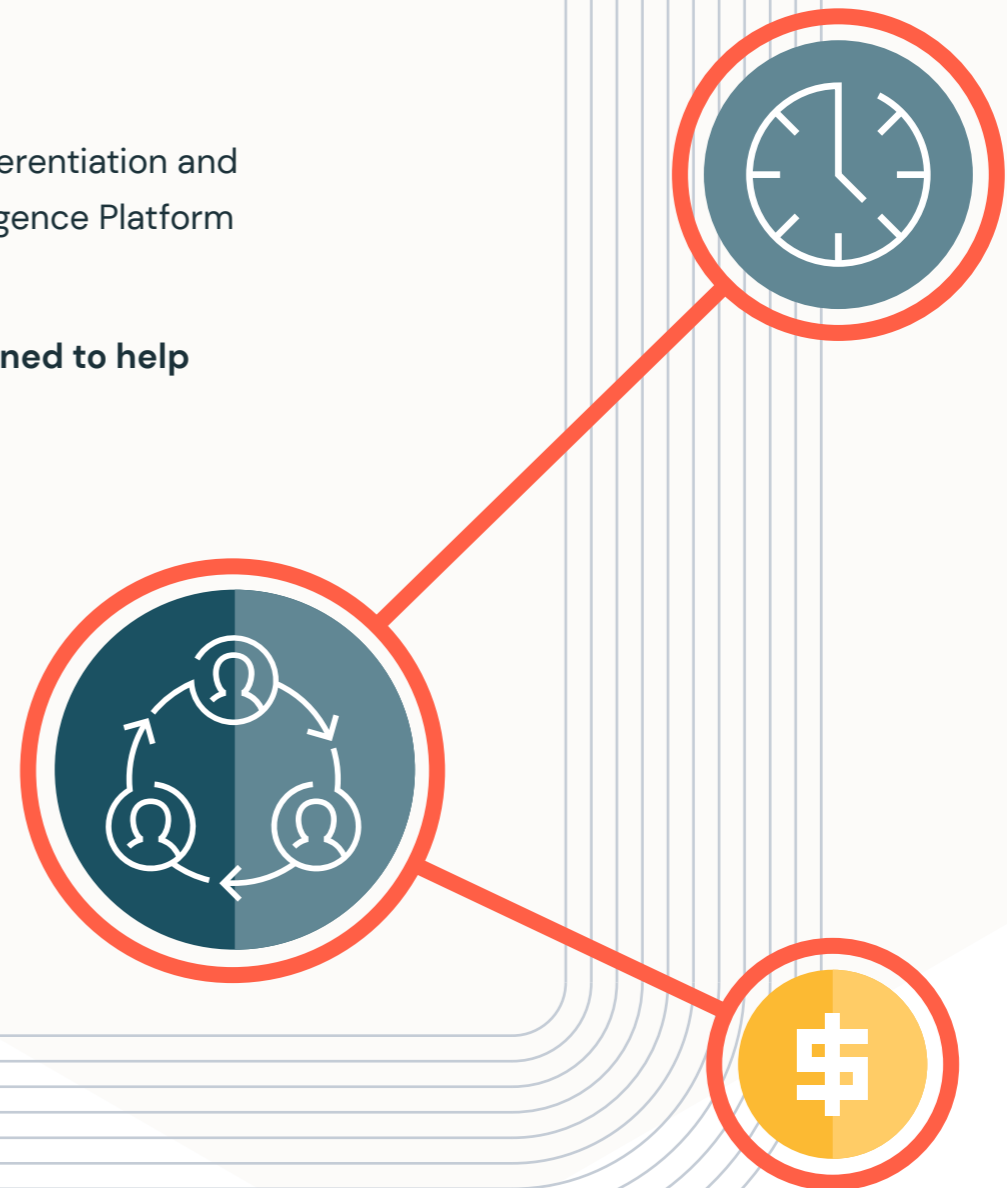 erentiation and
gence Platform
ned to help
$